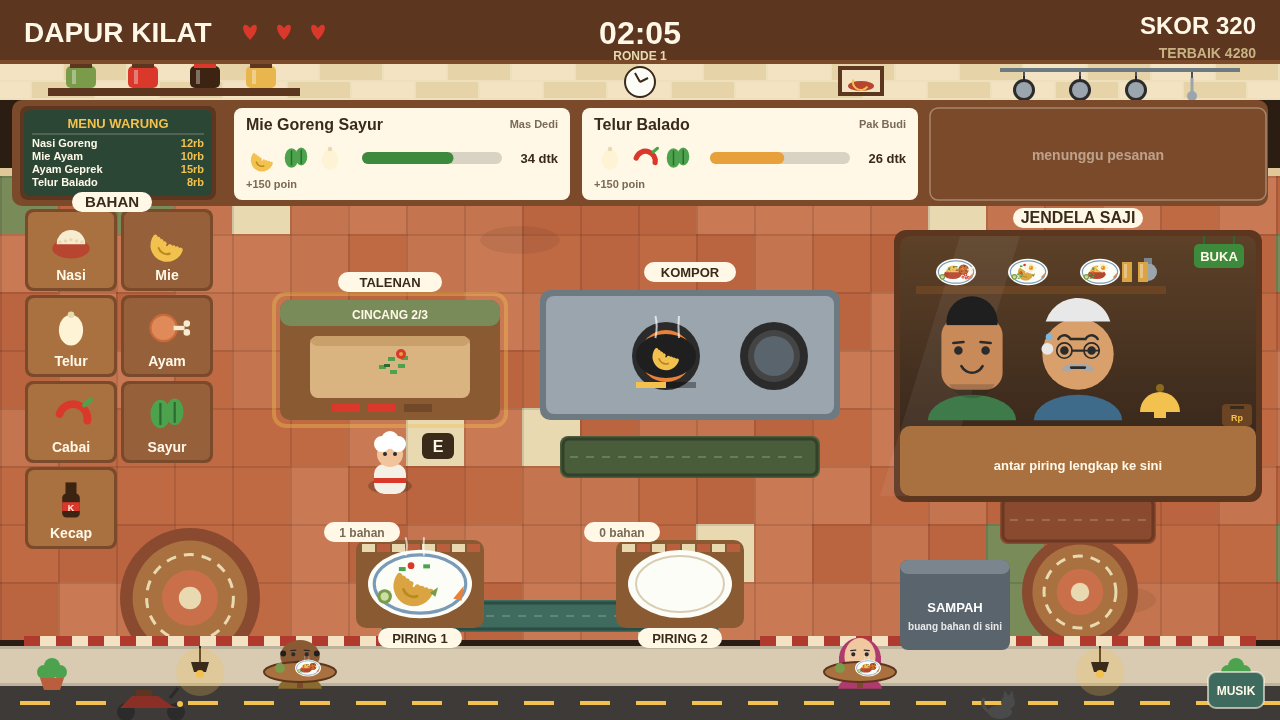 DAPUR KILAT
02:05
RONDE 1
SKOR 320
TERBAIK 4280
MENU WARUNG
Nasi Goreng 12rb
Mie Ayam 10rb
Ayam Geprek 15rb
Telur Balado 8rb
Mie Goreng Sayur Mas Dedi
34 dtk
+150 poin
Telur Balado Pak Budi
26 dtk
+150 poin
menunggu pesanan
BAHAN
Nasi
Mie
Telur
Ayam
Cabai
Sayur
K
Kecap
TALENAN
CINCANG 2/3
E
KOMPOR
JENDELA SAJI
BUKA
Rp
antar piring lengkap ke sini
1 bahan
PIRING 1
0 bahan
PIRING 2
SAMPAH
buang bahan di sini
MUSIK